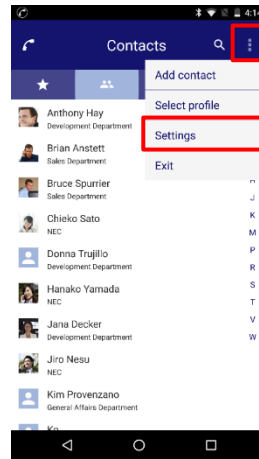 4:14
Contacts
Add contact
Select profile
Settings
Exit
Anthony Hay
Development Department
Brian Anstett
Sales Department
Bruce Spurrier
Sales Department
Chieko Sato
NEC
Donna Trujillo
Development Department
Hanako Yamada
NEC
Jana Decker
Development Department
Jiro Nesu
NEC
Kim Provenzano
General Affairs Department
H
J
K
M
P
R
S
T
V
W